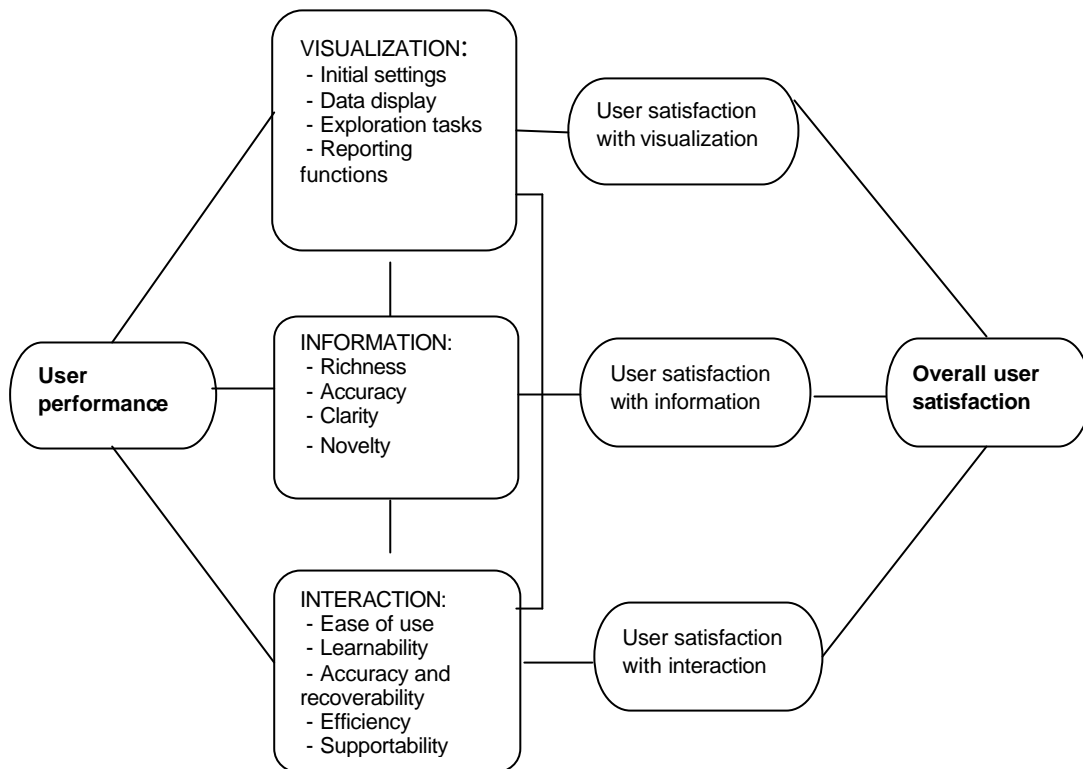 VISUALIZATION:
- Initial settings
- Data display
- Exploration tasks
- Reporting
functions
User satisfaction
with visualization
User
performance
INFORMATION:
- Richness
- Accuracy
- Clarity
- Novelty
User satisfaction
with information
Overall user
satisfaction
INTERACTION:
- Ease of use
- Learnability
- Accuracy and
recoverability
- Efficiency
- Supportability
User satisfaction
with interaction